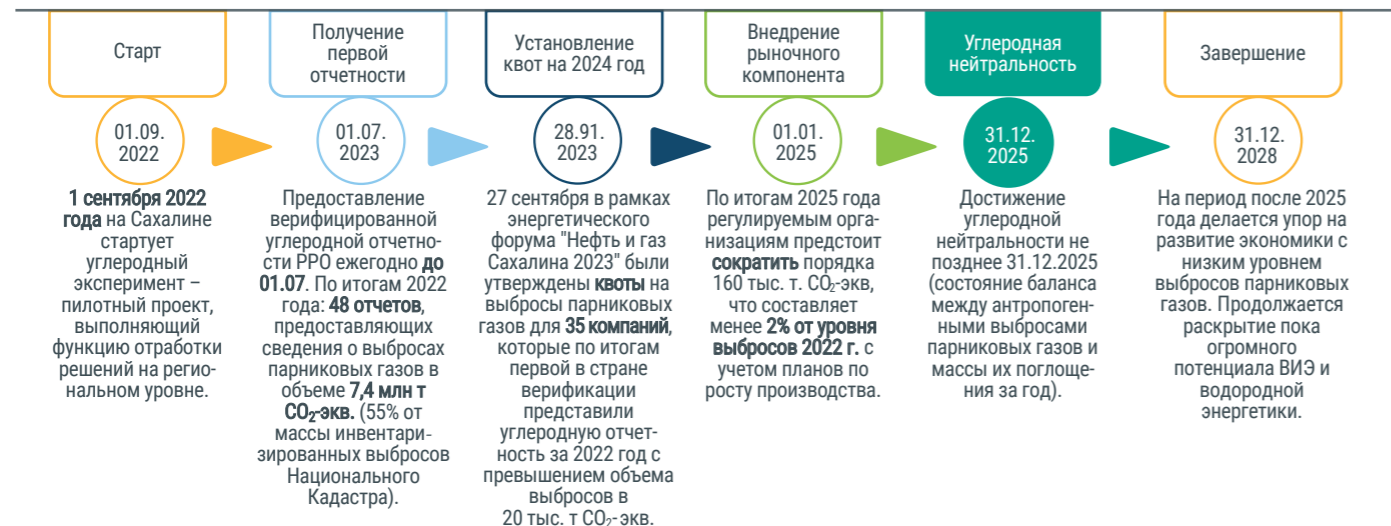 Старт
01.09.
2022
1 сентября 2022
года на Сахалине
стартует
углеродный
эксперимент –
пилотный проект,
выполняющий
функцию отработки
решений на регио-
нальном уровне.
Получение
первой
отчетности
01.07.
2023
Предоставление
верифицированной
углеродной отчетно-
сти РРО ежегодно до
01.07. По итогам 2022
года: 48 отчетов,
предоставляющих
сведения о выбросах
парниковых газов в
объеме 7,4 млн т
CO₂-экв. (55% от
массы инвентари-
зированных выбросов
Национального
Кадастра).
Установление
квот на 2024 год
28.91.
2023
27 сентября в рамках
энергетического
форума "Нефть и газ
Сахалина 2023" были
утверждены квоты на
выбросы парниковых
газов для 35 компаний,
которые по итогам
первой в стране
верификации
представили
углеродную отчет-
ность за 2022 год с
превышением объема
выбросов в
20 тыс. т CO₂-экв.
Внедрение
рыночного
компонента
01.01.
2025
По итогам 2025 года
регулируемым орга-
низациям предстоит
сократить порядка
160 тыс. т. CO₂-экв,
что составляет
менее 2% от уровня
выбросов 2022 г. с
учетом планов по
росту производства.
Углеродная
нейтральность
31.12.
2025
Достижение
углеродной
нейтральности не
позднее 31.12.2025
(состояние баланса
между антропоген-
ными выбросами
парниковых газов и
массы их поглоще-
ния за год).
Завершение
31.12.
2028
На период после 2025
года делается упор на
развитие экономики с
низким уровнем
выбросов парниковых
газов. Продолжается
раскрытие пока
огромного
потенциала ВИЭ и
водородной
энергетики.